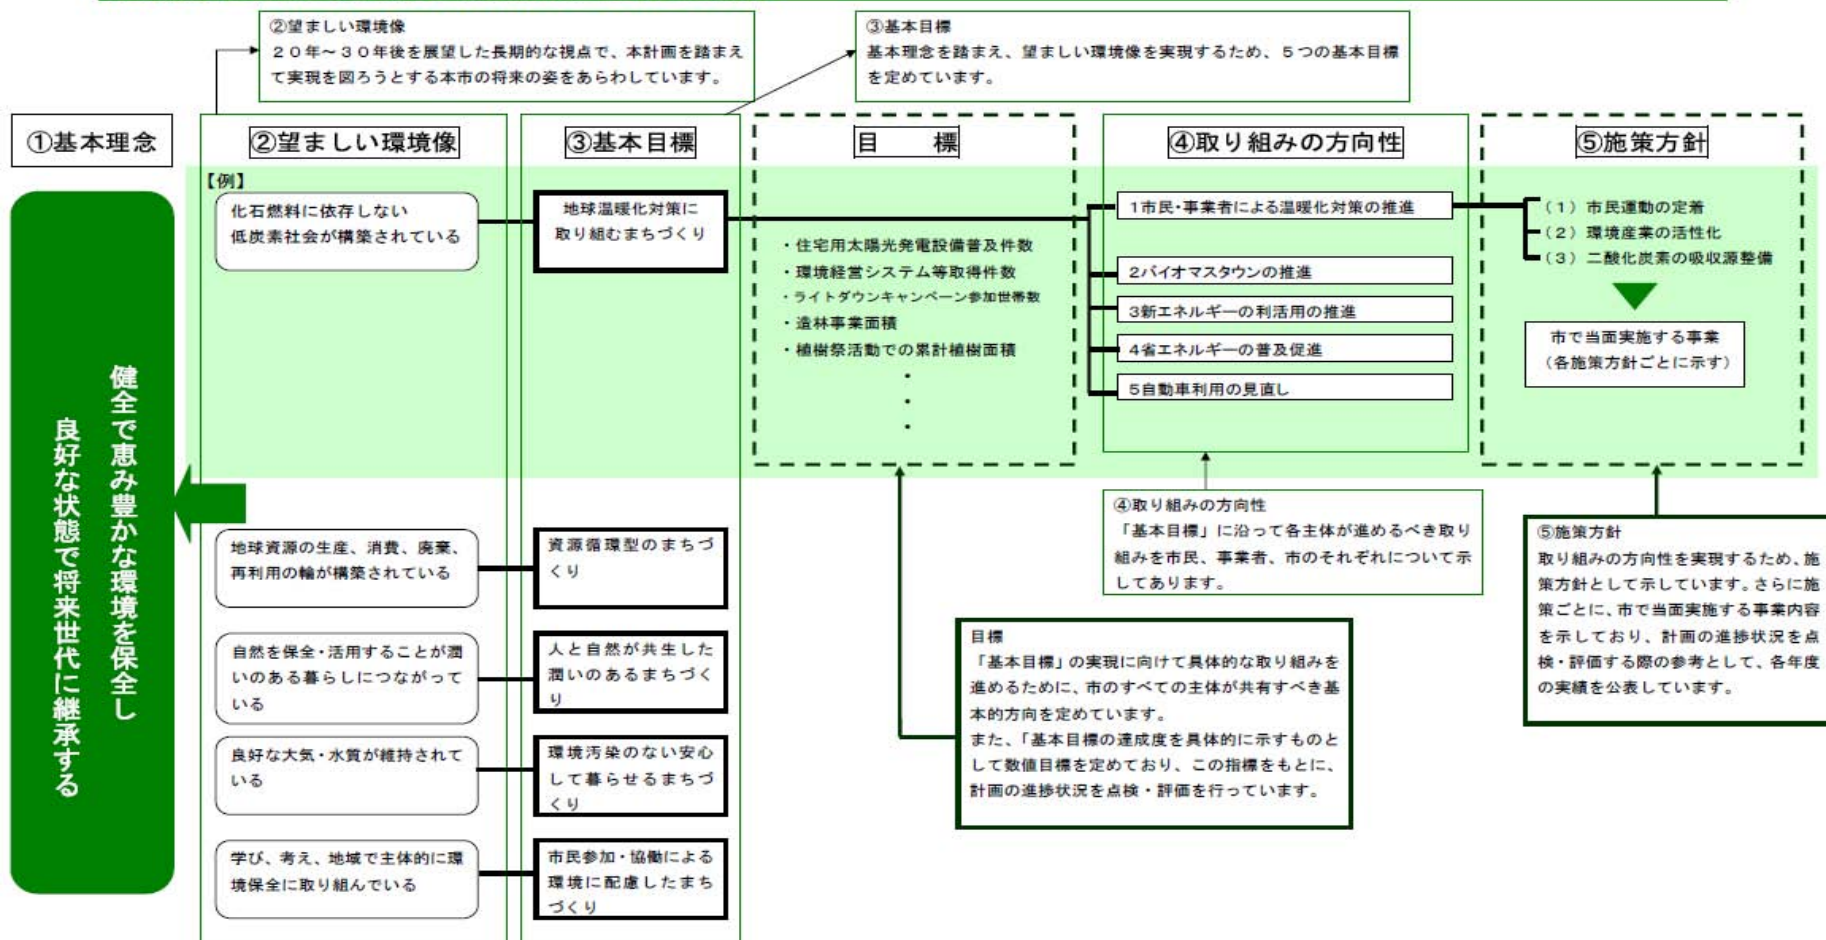 ②望ましい環境像
２０年～３０年後を展望した長期的な視点で、本計画を踏まえ
て実現を図ろうとする本市の将来の姿をあらわしています。
③基本目標
基本理念を踏まえ、望ましい環境像を実現するため、５つの基本目標
を定めています。
①基本理念
②望ましい環境像
③基本目標
目　標
④取り組みの方向性
⑤施策方針
健全で恵み豊かな環境を保全し
良好な状態で将来世代に継承する
【例】
化石燃料に依存しない
低炭素社会が構築されている
地球温暖化対策に
取り組むまちづくり
・住宅用太陽光発電設備普及件数
・環境経営システム等取得件数
・ライトダウンキャンペーン参加世帯数
・造林事業面積
・植樹祭活動での累計植樹面積
・
・
・
1市民・事業者による温暖化対策の推進
2バイオマスタウンの推進
3新エネルギーの利活用の推進
4省エネルギーの普及促進
5自動車利用の見直し
（１）市民運動の定着
（２）環境産業の活性化
（３）二酸化炭素の吸収源整備
市で当面実施する事業
（各施策方針ごとに示す）
地球資源の生産、消費、廃棄、
再利用の輪が構築されている
資源循環型のまちづ
くり
自然を保全・活用することが潤
いのある暮らしにつながって
いる
人と自然が共生した
潤いのあるまちづく
り
良好な大気・水質が維持されて
いる
環境汚染のない安心
して暮らせるまちづ
くり
学び、考え、地域で主体的に環
境保全に取り組んでいる
市民参加・協働による
環境に配慮したまち
づくり
④取り組みの方向性
「基本目標」に沿って各主体が進めるべき取り
組みを市民、事業者、市のそれぞれについて示
してあります。
目標
「基本目標」の実現に向けて具体的な取り組みを
進めるために、市のすべての主体が共有すべき基
本的方向を定めています。
また、「基本目標の達成度を具体的に示すものと
して数値目標を定めており、この指標をもとに、
計画の進捗状況を点検・評価を行っています。
⑤施策方針
取り組みの方向性を実現するため、施
策方針として示しています。さらに施
策ごとに、市で当面実施する事業内容
を示しており、計画の進捗状況を点
検・評価する際の参考として、各年度
の実績を公表しています。